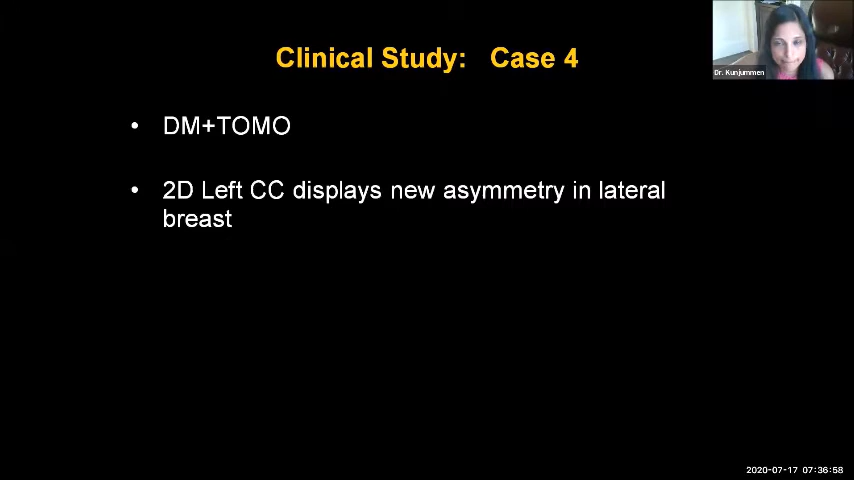 Clinical Study: Case 4
Dr. Kunjummen
• DM+TOMO
• 2D Left CC displays new asymmetry in lateral
breast
2020-07-17 07:36:58